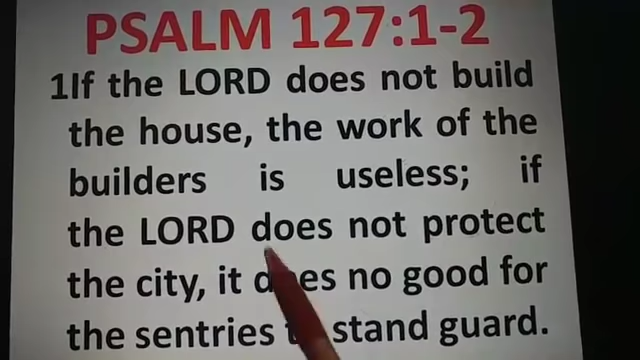 PSALM 127:1-2
1If the LORD does not build
the house, the work of the
builders is useless; if
the LORD does not protect
the city, it does no good for
the sentries stand guard.